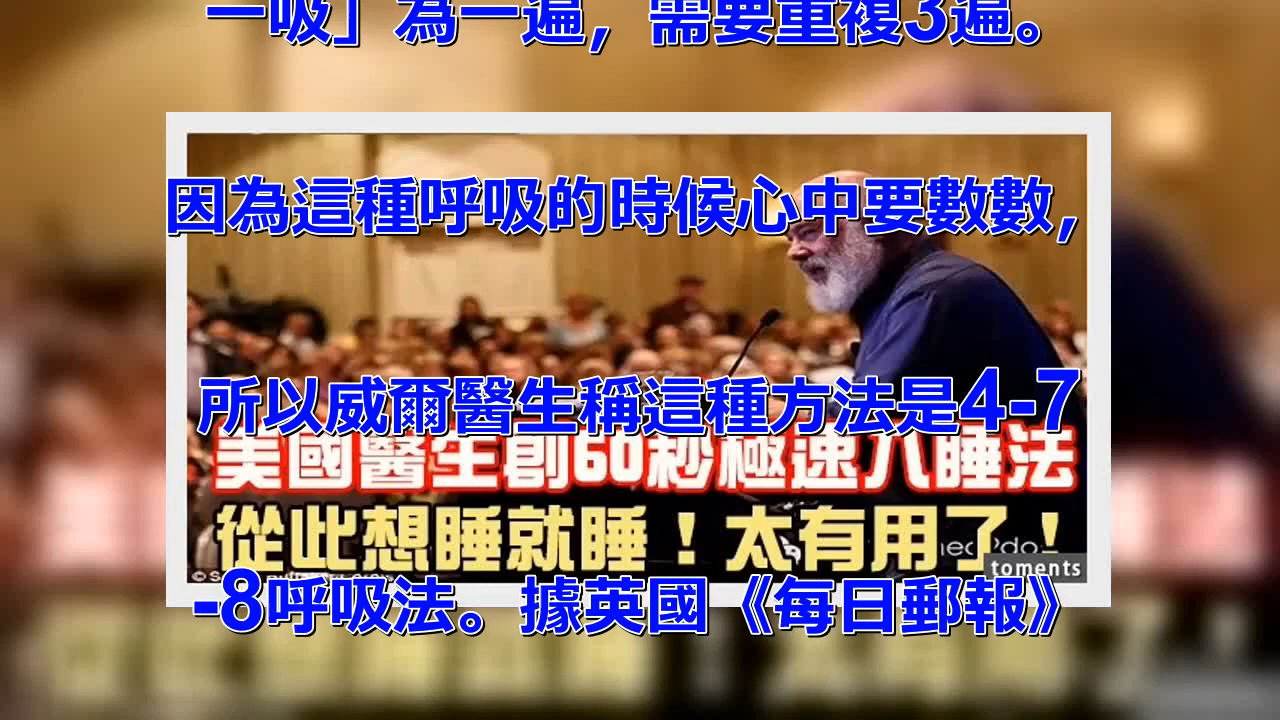 一吸」為一遍，需要重複3遍。
因為這種呼吸的時候心中要數數，
所以威爾醫生稱這種方法是4-7
美國醫生創60秒極速入睡法
從此想睡就睡！太有用了！
toments
-8呼吸法。據英國《每日郵報》